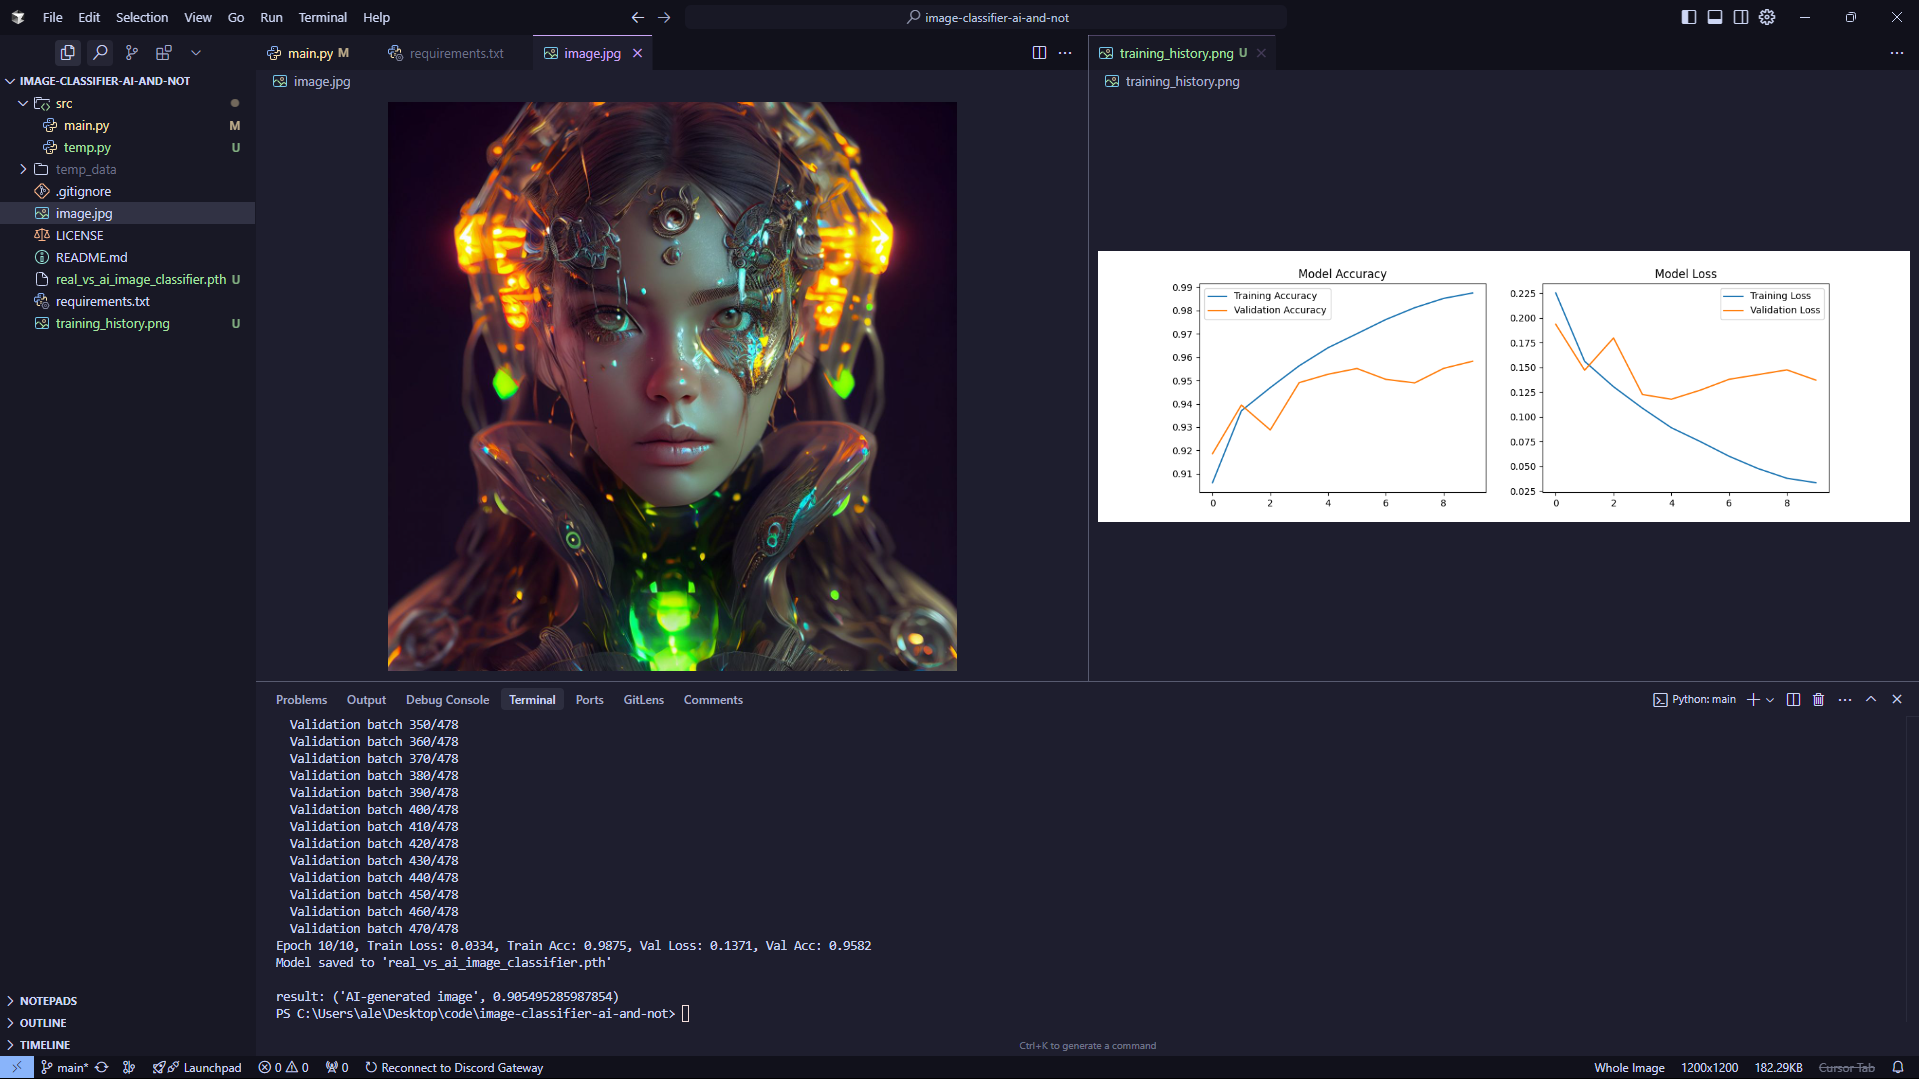 File Edit Selection View Go Run Terminal Help
image-classifier-ai-and-not
IMAGE-CLASSIFIER-AI-AND-NOT
src
main.py M
temp.py U
temp_data
.gitignore
image.jpg
LICENSE
README.md
real_vs_ai_image_classifier.pth U
requirements.txt
training_history.png U
NOTEPADS
OUTLINE
TIMELINE
main.py M requirements.txt image.jpg
image.jpg
training_history.png U
training_history.png
Model Accuracy
Training Accuracy
Validation Accuracy
0.99
0.98
0.97
0.96
0.95
0.94
0.93
0.92
0.91
0 2 4 6 8
Model Loss
Training Loss
Validation Loss
0.225
0.200
0.175
0.150
0.125
0.100
0.075
0.050
0.025
0 2 4 6 8
Problems Output Debug Console Terminal Ports GitLens Comments
Python: main
Validation batch 350/478
Validation batch 360/478
Validation batch 370/478
Validation batch 380/478
Validation batch 390/478
Validation batch 400/478
Validation batch 410/478
Validation batch 420/478
Validation batch 430/478
Validation batch 440/478
Validation batch 450/478
Validation batch 460/478
Validation batch 470/478
Epoch 10/10, Train Loss: 0.0334, Train Acc: 0.9875, Val Loss: 0.1371, Val Acc: 0.9582
Model saved to 'real_vs_ai_image_classifier.pth'
result: ('AI-generated image', 0.905495285987854)
PS C:\Users\ale\Desktop\code\image-classifier-ai-and-not>
Ctrl+K to generate a command
main* Launchpad 0 0 0 Reconnect to Discord Gateway
Whole Image 1200x1200 182.29KB Cursor Tab